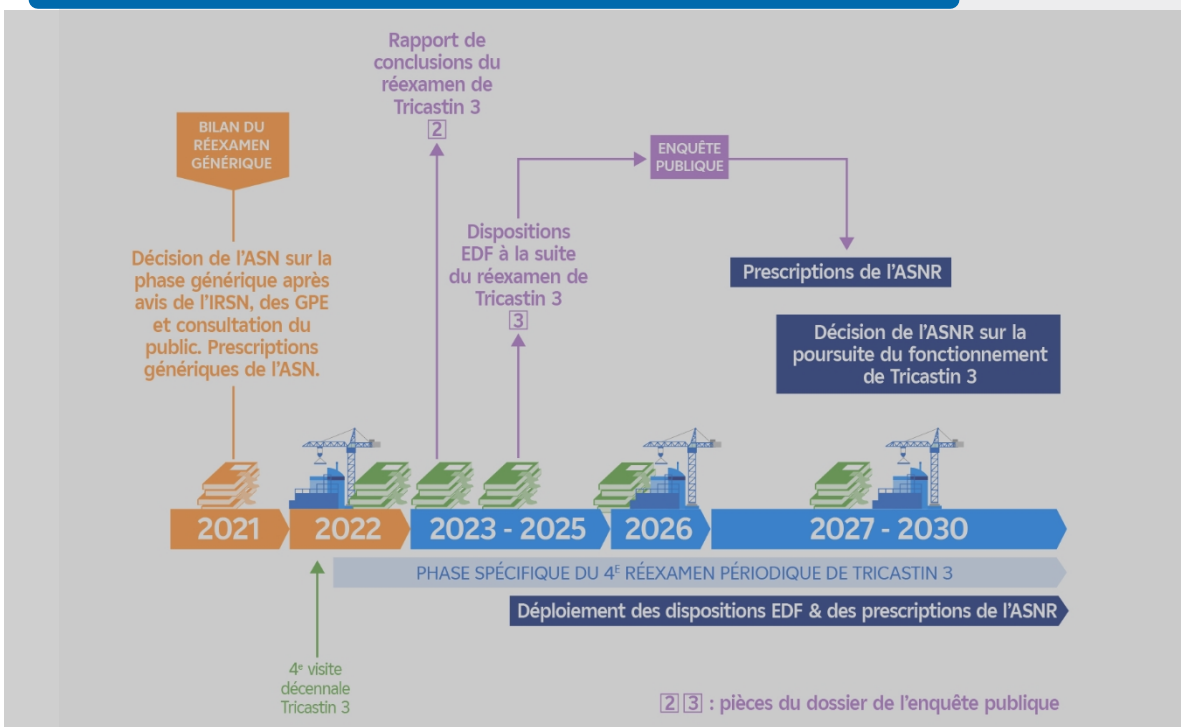 Rapport de
conclusions du
réexamen de
Tricastin 3
2
BILAN DU
RÉEXAMEN
GÉNÉRIQUE
ENQUÊTE
PUBLIQUE
Décision de l'ASN sur la
phase générique après
avis de l'IRSN, des GPE
et consultation du
public. Prescriptions
génériques de l'ASN.
Dispositions
EDF à la suite
du réexamen de
Tricastin 3
3
Prescriptions de l'ASNR
Décision de l'ASNR sur la
poursuite du fonctionnement
de Tricastin 3
2021
2022
2023 - 2025
2026
2027 - 2030
PHASE SPÉCIFIQUE DU 4E RÉEXAMEN PÉRIODIQUE DE TRICASTIN 3
Déploiement des dispositions EDF & des prescriptions de l'ASNR
4e visite
décennale
Tricastin 3
2 3 : pièces du dossier de l'enquête publique